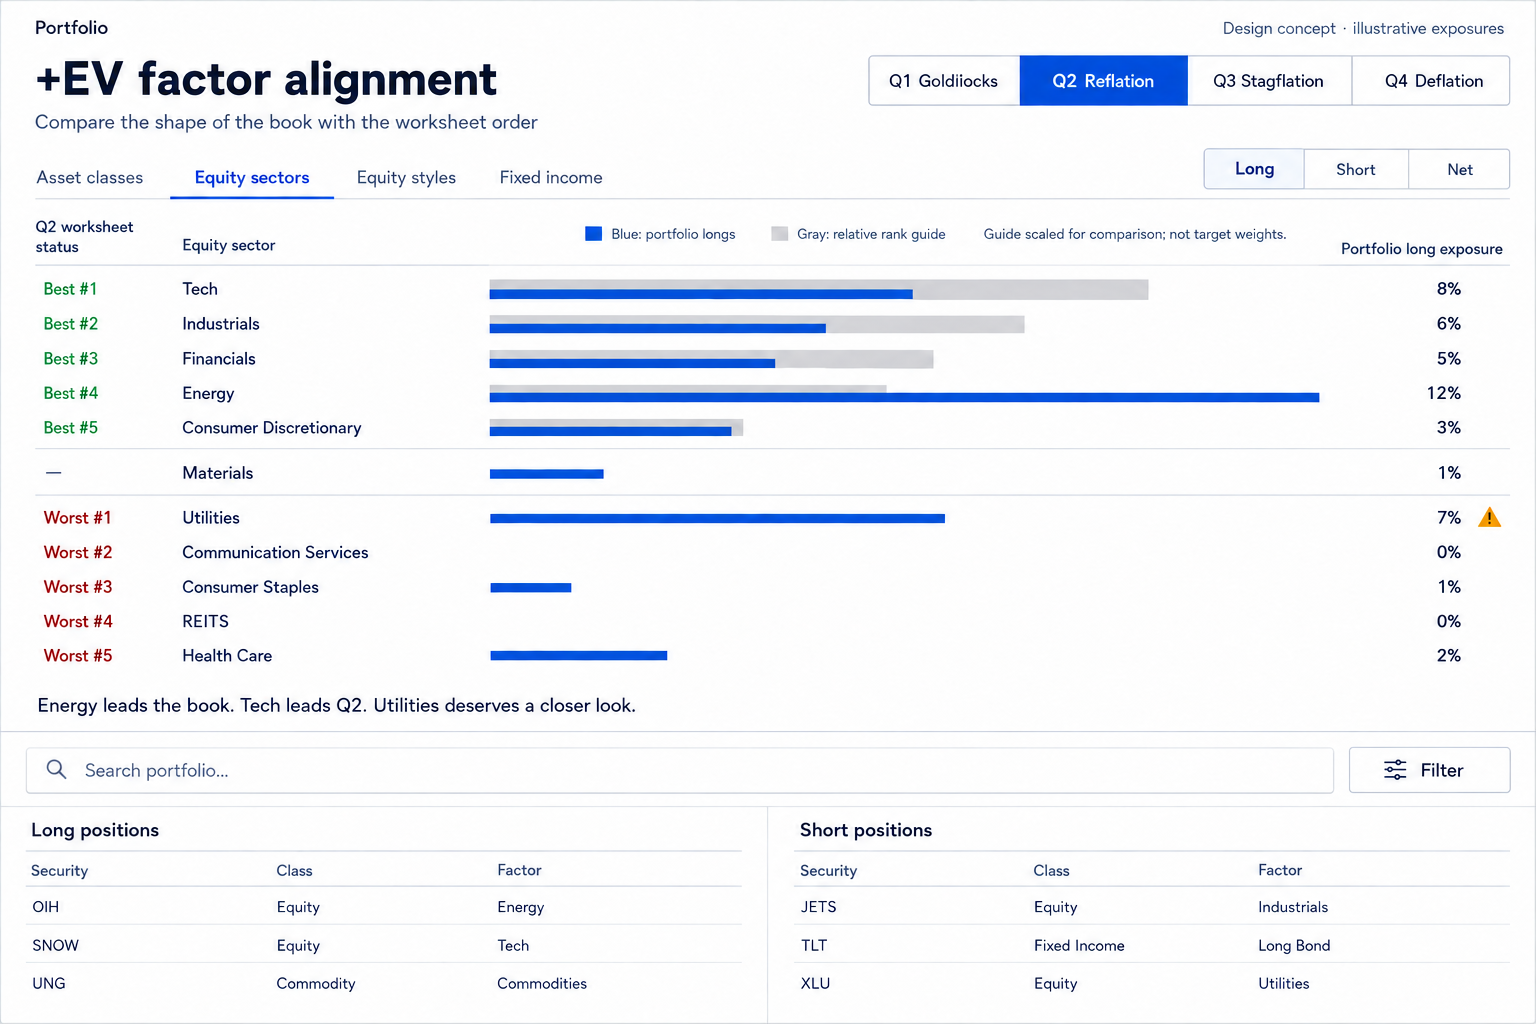 Portfolio
Design concept · illustrative exposures
+EV factor alignment
Q1 Goldiiocks
Q2 Reflation
Q3 Stagflation
Q4 Deflation
Compare the shape of the book with the worksheet order
Asset classes
Equity sectors
Equity styles
Fixed income
Long
Short
Net
Q2 worksheet
status
Equity sector
Blue: portfolio longs
Gray: relative rank guide
Guide scaled for comparison; not target weights.
Portfolio long exposure
Best #1 Tech 8%
Best #2 Industrials 6%
Best #3 Financials 5%
Best #4 Energy 12%
Best #5 Consumer Discretionary 3%
— Materials 1%
Worst #1 Utilities 7%
Worst #2 Communication Services 0%
Worst #3 Consumer Staples 1%
Worst #4 REITS 0%
Worst #5 Health Care 2%
Energy leads the book. Tech leads Q2. Utilities deserves a closer look.
Search portfolio...
Filter
Long positions
Security Class Factor
OIH Equity Energy
SNOW Equity Tech
UNG Commodity Commodities
Short positions
Security Class Factor
JETS Equity Industrials
TLT Fixed Income Long Bond
XLU Equity Utilities